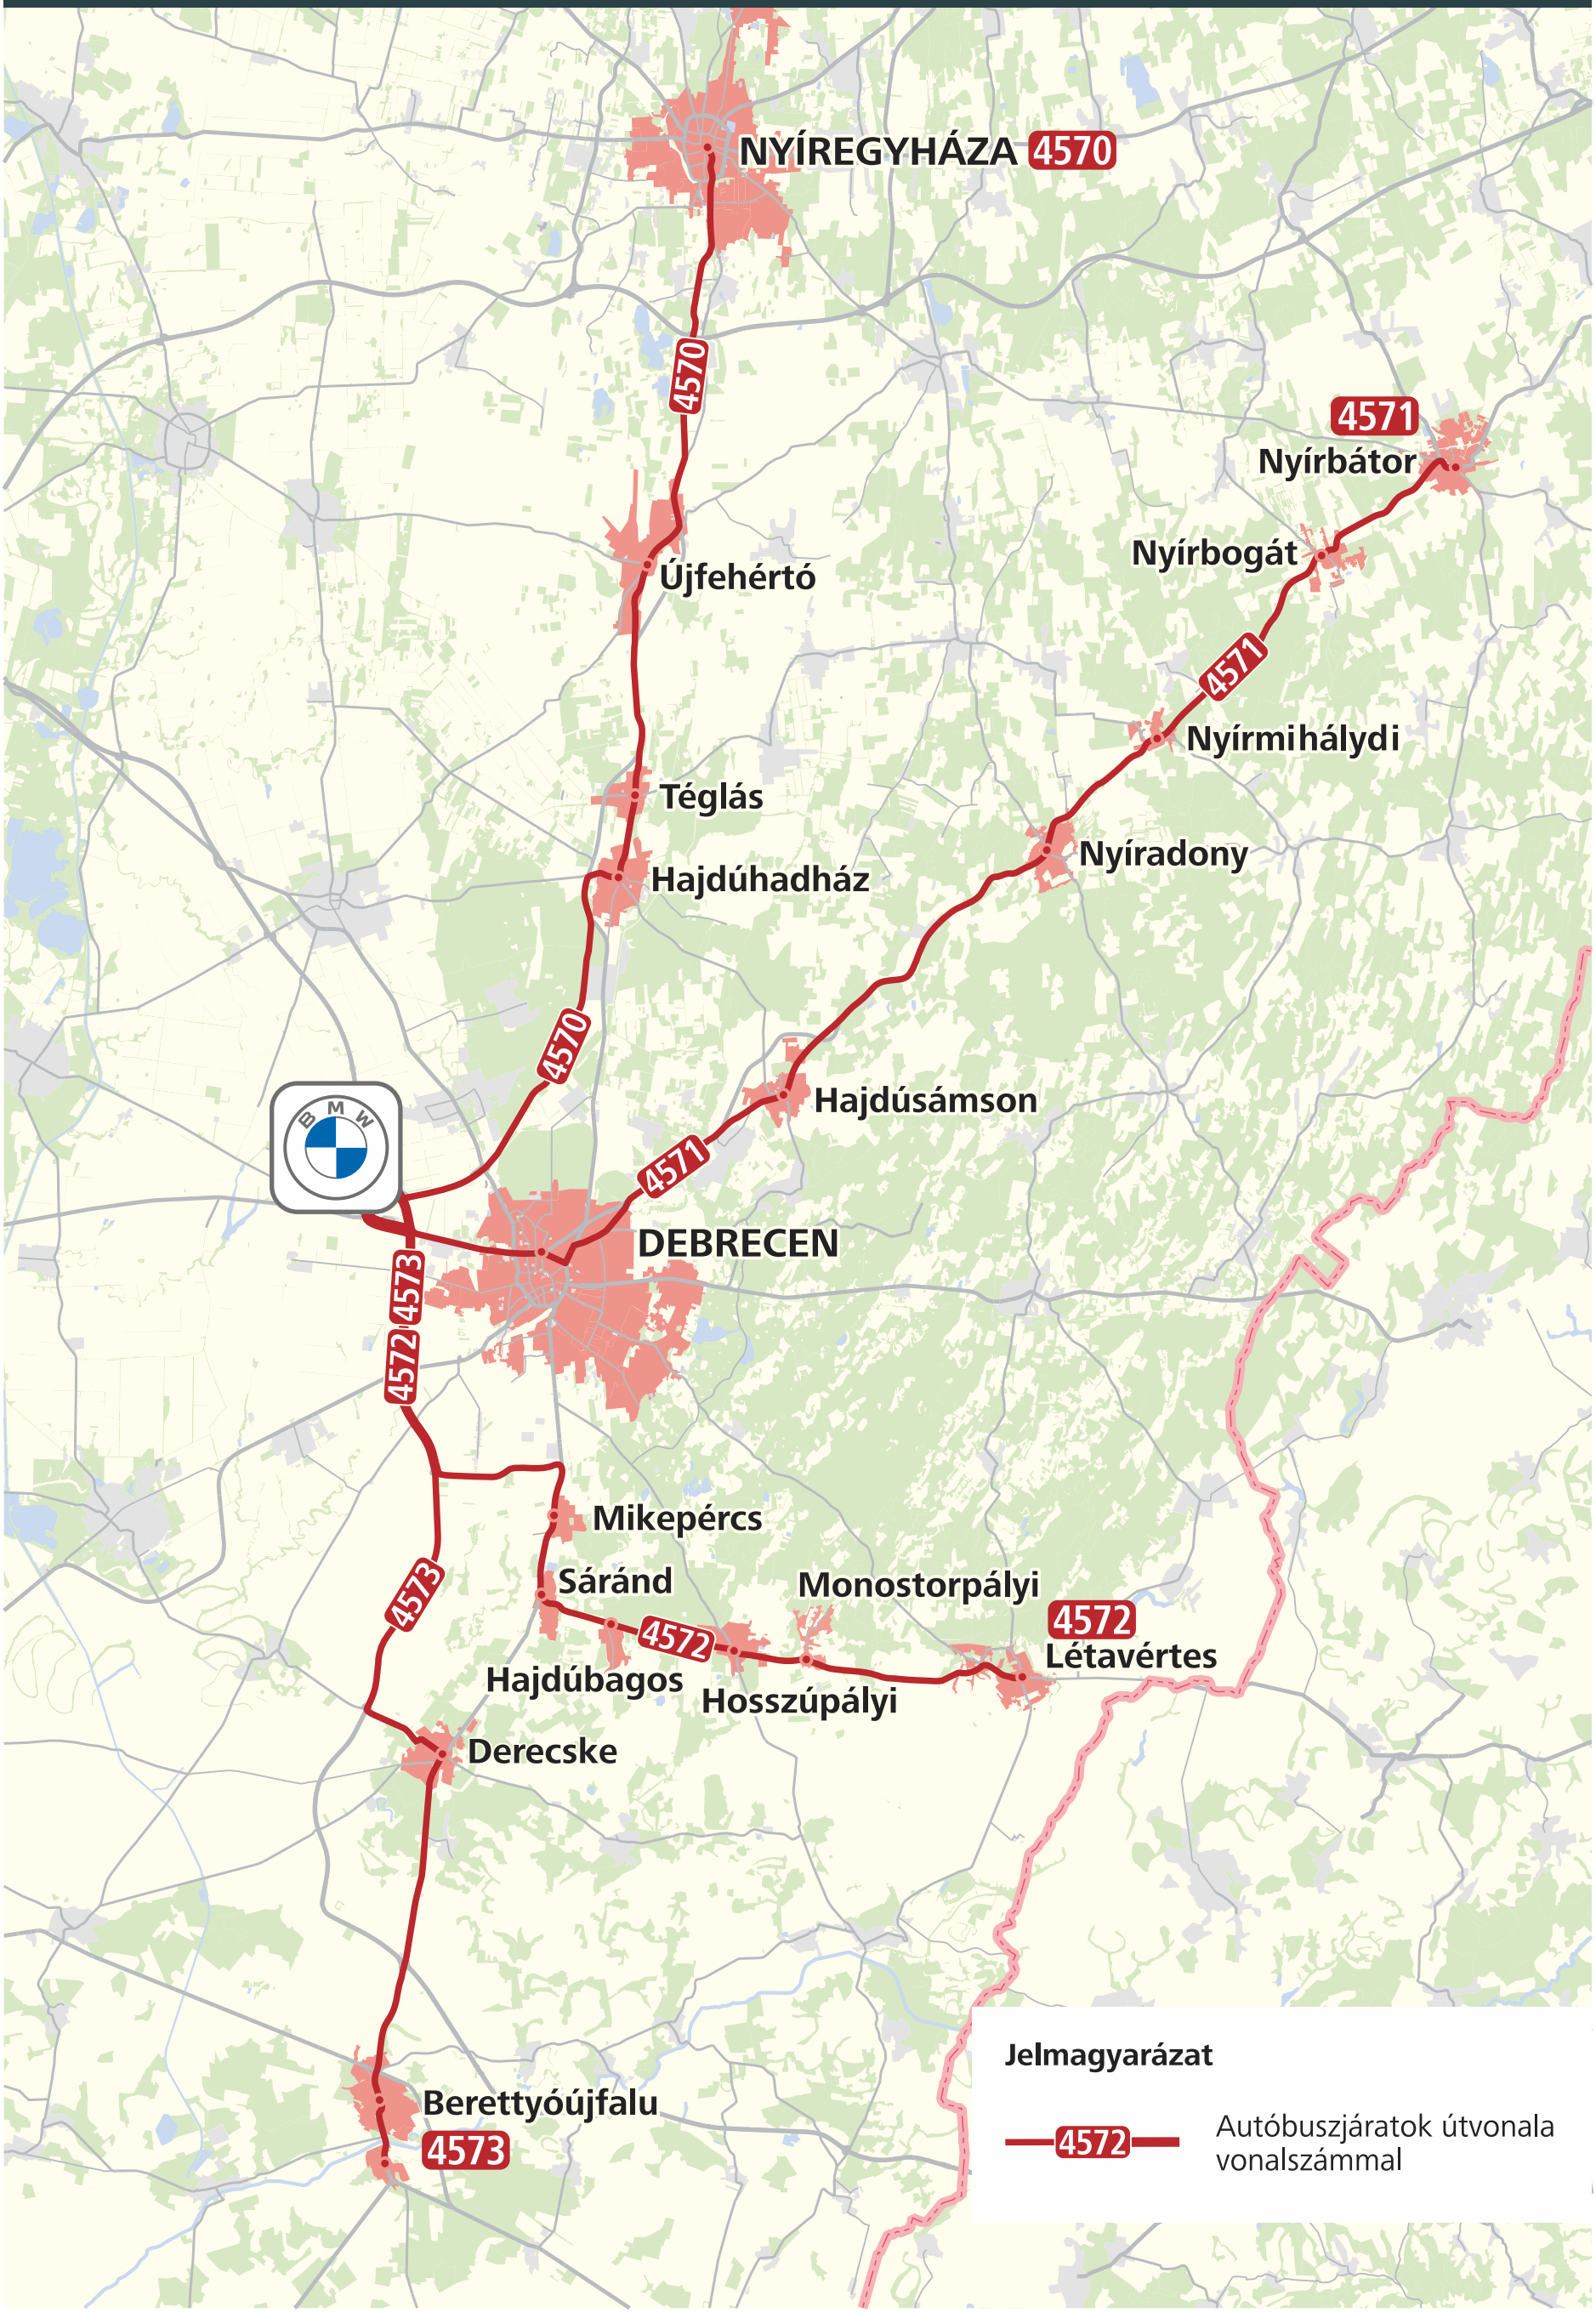 NYÍREGYHÁZA 4570
4570
4571
Nyírbátor
Nyírbogát
Újfehértó
4571
Nyírmihálydi
Téglás
Nyíradony
Hajdúhadház
4570
BMW
Hajdúsámson
4571
DEBRECEN
4573
4572
Mikepércs
Sáránd
4573
Monostorpályi
4572
4572
Létavértes
Hajdúbagos
Hosszúpályi
Derecske
Berettyóújfalu
4573
Jelmagyarázat
4572
Autóbuszjáratok útvonala
vonalszámmal